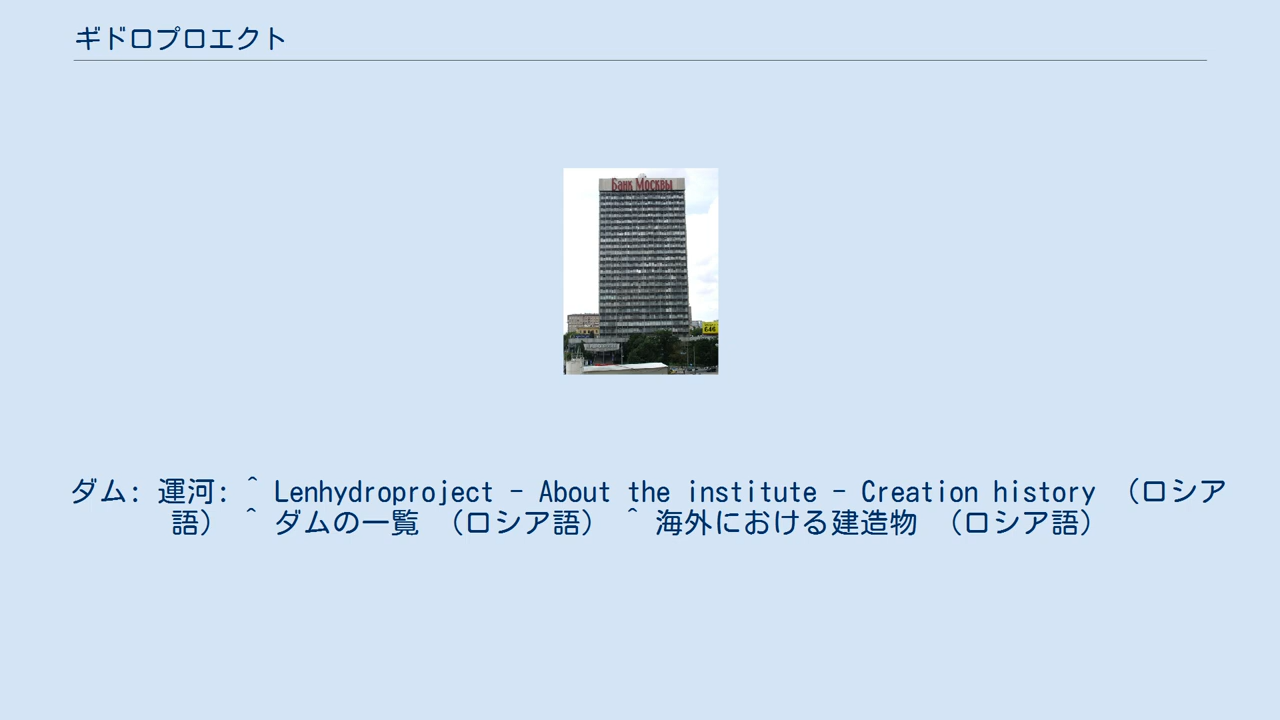 ギドロプロエクト
Банк Москвы
ダム: 運河: ^ Lenhydroproject - About the institute - Creation history （ロシア
語） ^ ダムの一覧 （ロシア語） ^ 海外における建造物 （ロシア語）